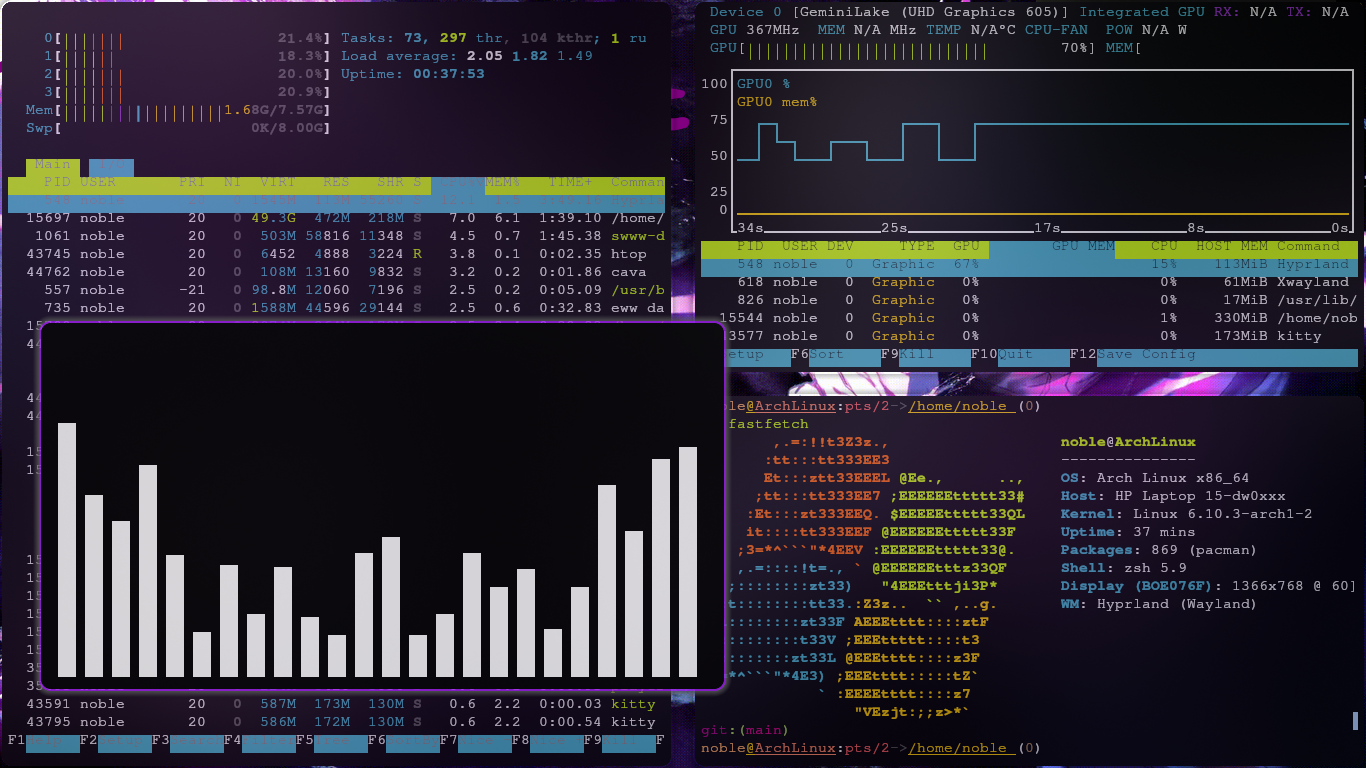 0[||||||| 21.4%] Tasks: 73, 297 thr, 104 kthr; 1 ru
1[|||||| 18.3%] Load average: 2.05 1.82 1.49
2[||||||| 20.0%] Uptime: 00:37:53
3[||||||| 20.9%]
Mem[||||||||||||||||||1.68G/7.57G]
Swp[ 0K/8.00G]
Main
PID USER PRI NI VIRT RES SHR S MEM% TIME+ Comman
15697 noble 20 0 49.3G 472M 218M S 7.0 6.1 1:39.10 /home/
1061 noble 20 0 503M 58816 11348 S 4.5 0.7 1:45.38 swww-d
43745 noble 20 0 6452 4888 3224 R 3.8 0.1 0:02.35 htop
44762 noble 20 0 108M 13160 9832 S 3.2 0.2 0:01.86 cava
557 noble -21 0 98.8M 12060 7196 S 2.5 0.2 0:05.09 /usr/b
735 noble 20 0 1588M 44596 29144 S 2.5 0.6 0:32.83 eww da
43591 noble 20 0 587M 173M 130M S 0.6 2.2 0:00.03 kitty
43795 noble 20 0 586M 172M 130M S 0.6 2.2 0:00.54 kitty
F1 F2 F3 F4 F5 F6 F7 F8 F9 F
Device 0 [GeminiLake (UHD Graphics 605)] Integrated GPU RX: N/A TX: N/A
GPU 367MHz MEM N/A MHz TEMP N/A°C CPU-FAN POW N/A W
GPU[||||||||||||||||||||||||||| 70%] MEM[
100
GPU0 %
GPU0 mem%
75
50
25
0
34s 25s 17s 8s 0s
PID USER DEV TYPE GPU GPU MEM CPU HOST MEM Command
548 noble 0 Graphic 67% 15% 113MiB Hyprland
618 noble 0 Graphic 0% 0% 61MiB Xwayland
826 noble 0 Graphic 0% 0% 17MiB /usr/lib/
15544 noble 0 Graphic 0% 1% 330MiB /home/nob
3577 noble 0 Graphic 0% 0% 173MiB kitty
etup F6Sort F9Kill F10Quit F12Save Config
ble@ArchLinux:pts/2->/home/noble (0)
fastfetch
noble@ArchLinux
---------------
OS: Arch Linux x86_64
Host: HP Laptop 15-dw0xxx
Kernel: Linux 6.10.3-arch1-2
Uptime: 37 mins
Packages: 869 (pacman)
Shell: zsh 5.9
Display (BOE076F): 1366x768 @ 60]
WM: Hyprland (Wayland)
git:(main)
noble@ArchLinux:pts/2->/home/noble (0)